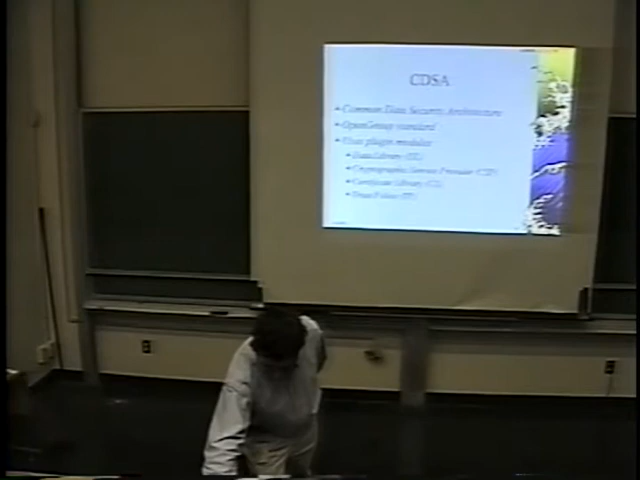 CDSA
Common Data Security Architecture
OpenGroup standard
Four plugin modules
Data Library (DL)
Cryptographic Service Provider (CSP)
Certificate Library (CL)
Trust Policy (TP)